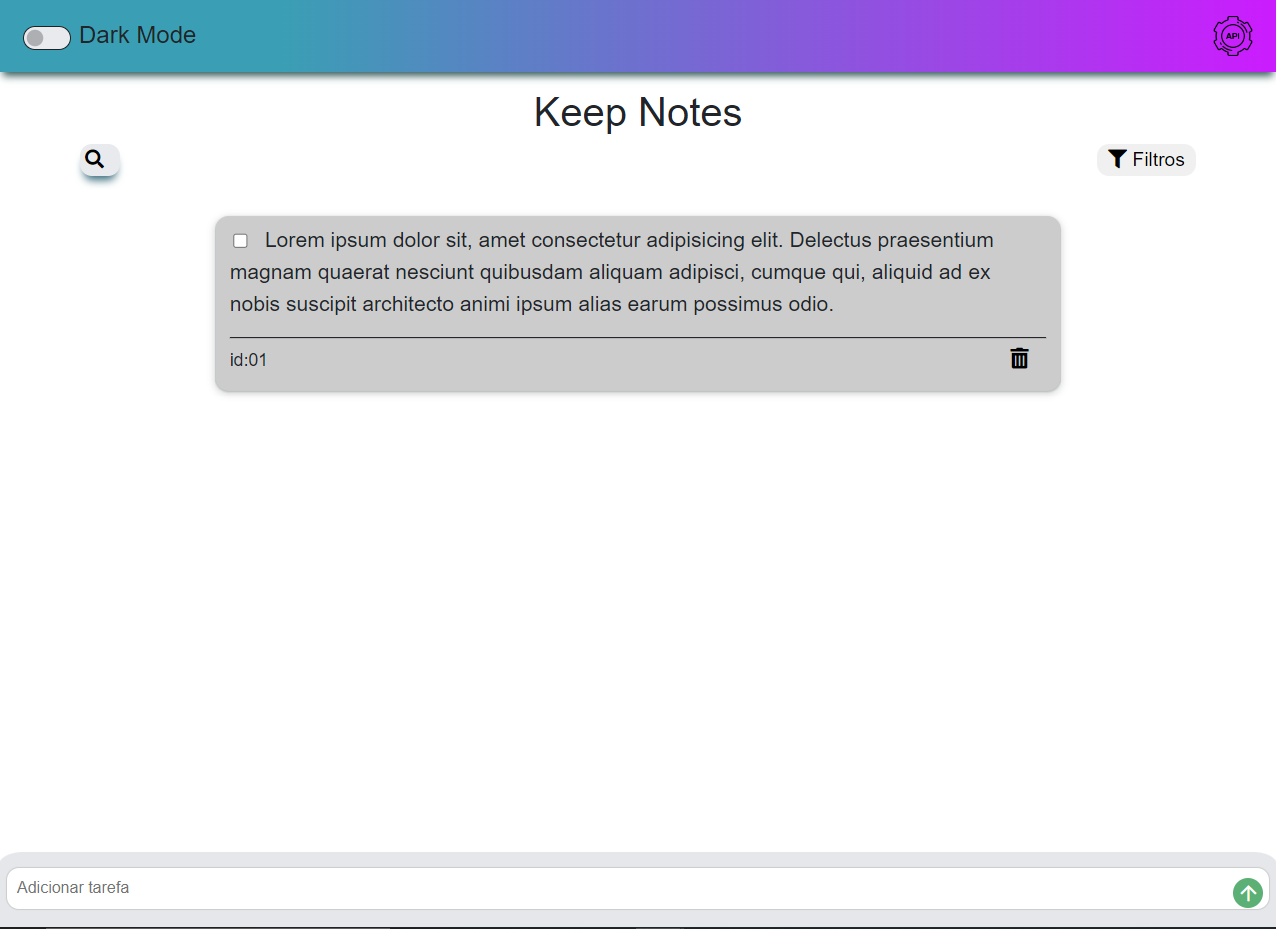 Dark Mode
API
Keep Notes
Filtros
Lorem ipsum dolor sit, amet consectetur adipisicing elit. Delectus praesentium
magnam quaerat nesciunt quibusdam aliquam adipisci, cumque qui, aliquid ad ex
nobis suscipit architecto animi ipsum alias earum possimus odio.
id:01
Adicionar tarefa